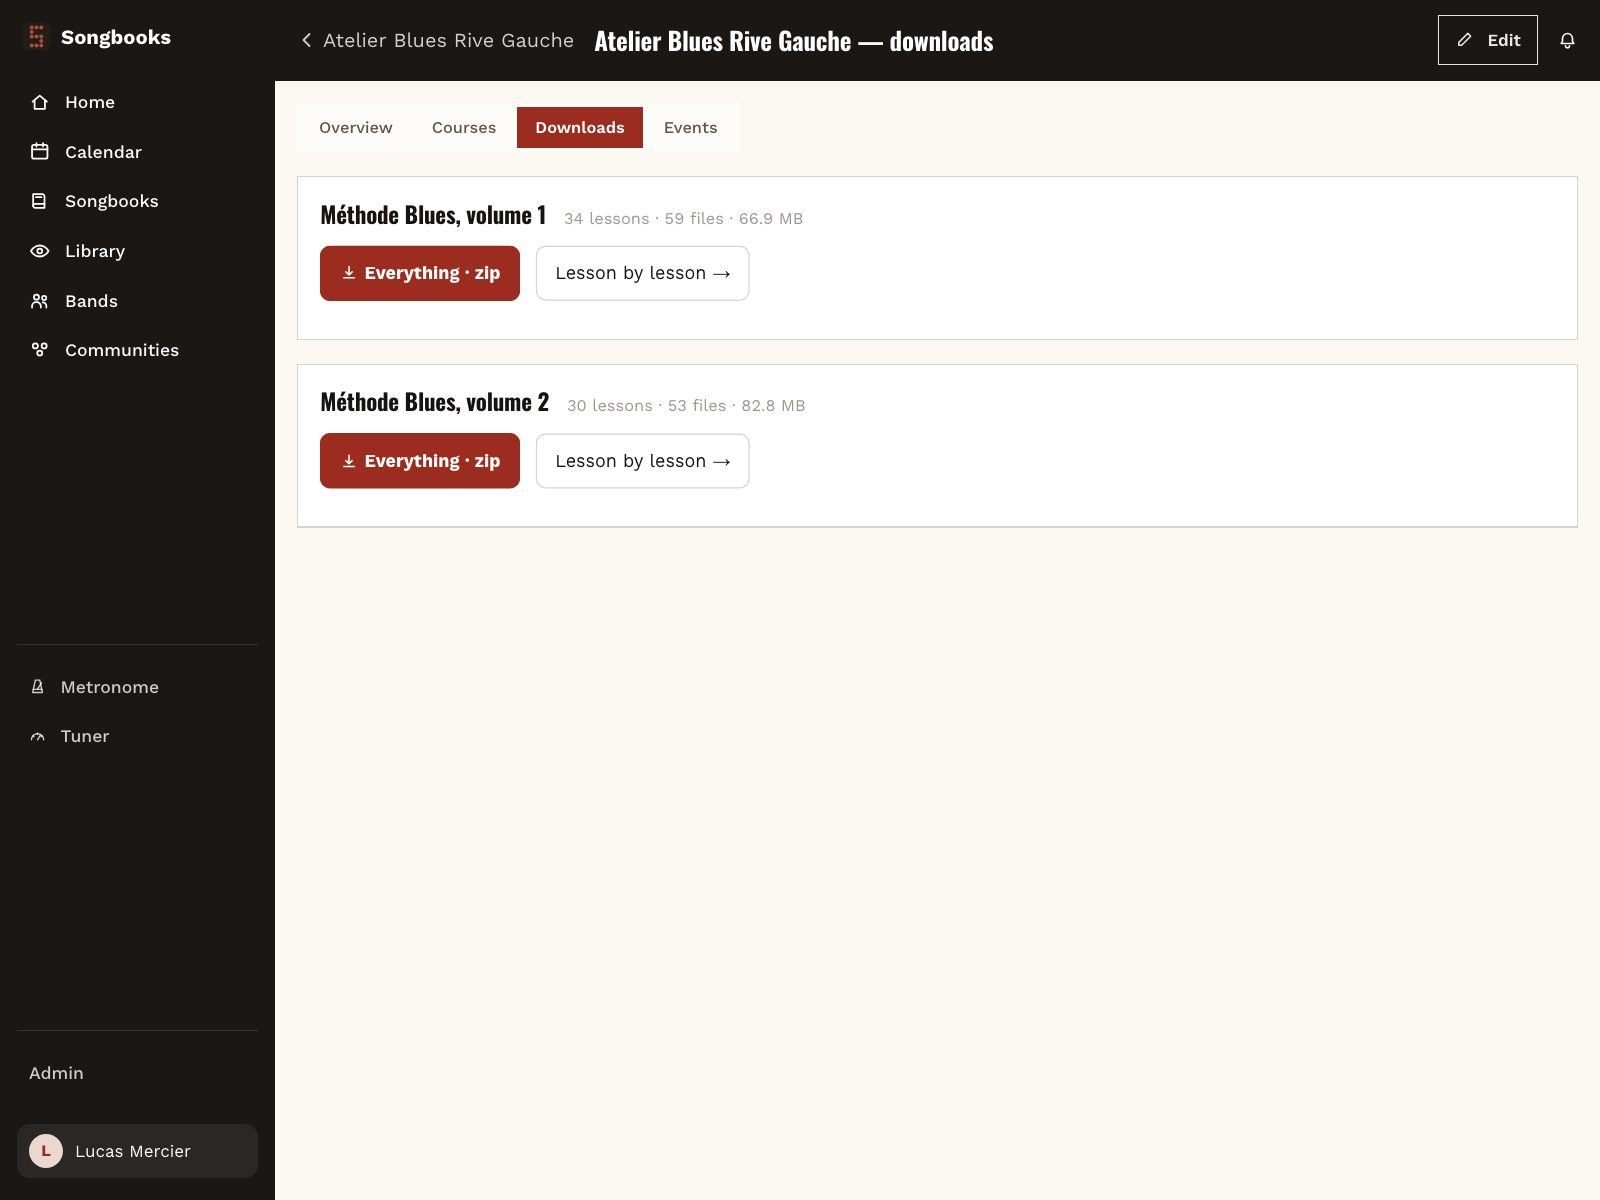 Songbooks
Home
Calendar
Songbooks
Library
Bands
Communities
Metronome
Tuner
Admin
L
Lucas Mercier
Atelier Blues Rive Gauche
Atelier Blues Rive Gauche — downloads
Edit
Overview
Courses
Downloads
Events
Méthode Blues, volume 1
34 lessons · 59 files · 66.9 MB
Everything · zip
Lesson by lesson →
Méthode Blues, volume 2
30 lessons · 53 files · 82.8 MB
Everything · zip
Lesson by lesson →